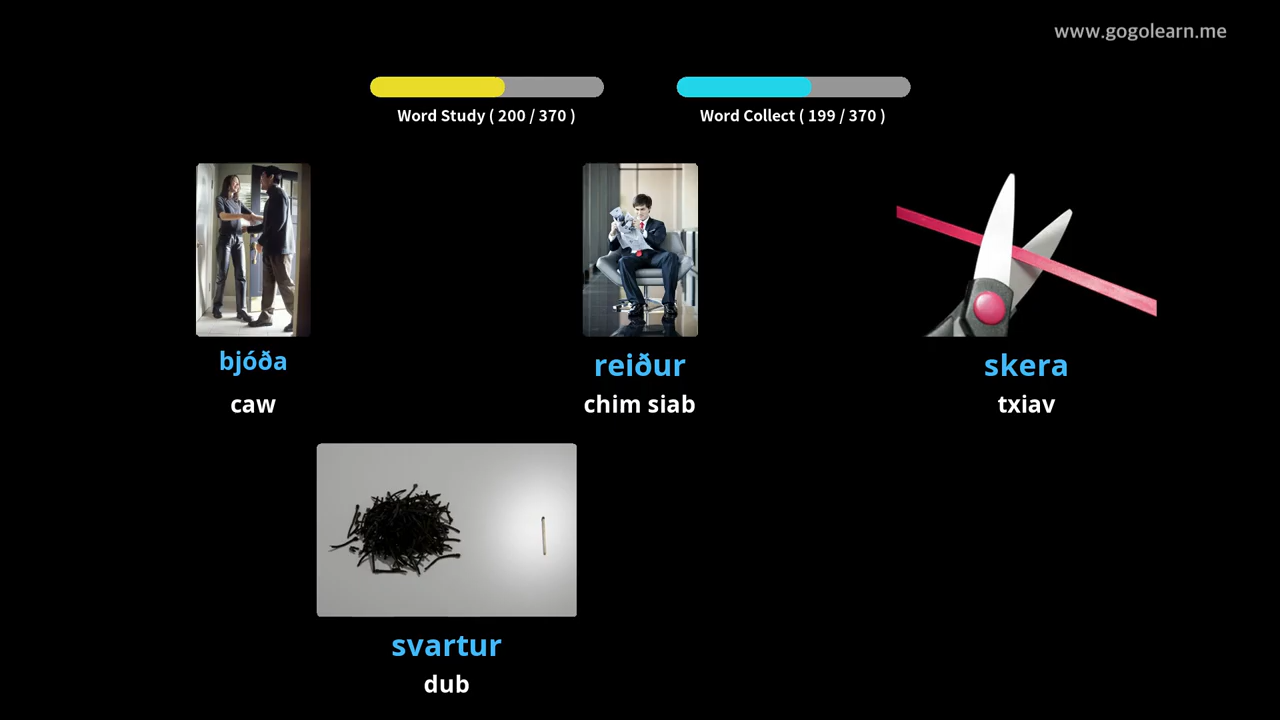 www.gogolearn.me
Word Study ( 200 / 370 )
Word Collect ( 199 / 370 )
bjóða
caw
reiður
chim siab
skera
txiav
svartur
dub